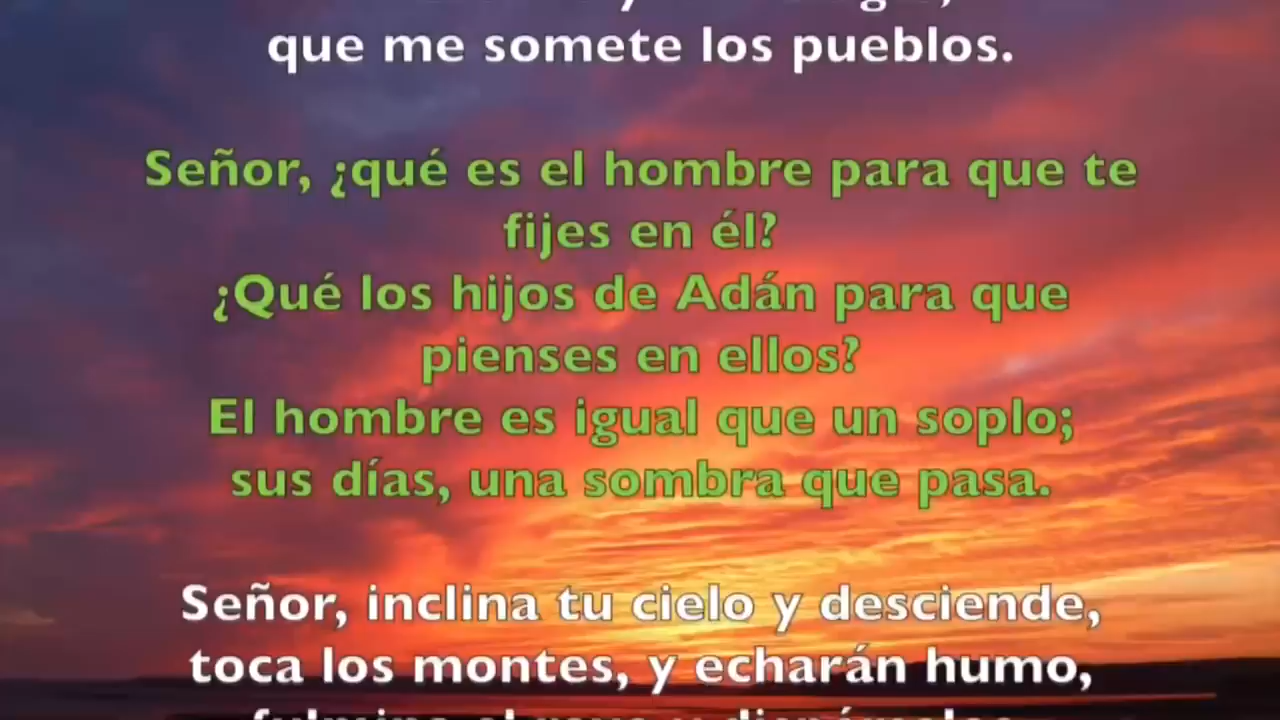 que me somete los pueblos.
Señor, ¿qué es el hombre para que te
fijes en él?
¿Qué los hijos de Adán para que
pienses en ellos?
El hombre es igual que un soplo;
sus días, una sombra que pasa.
Señor, inclina tu cielo y desciende,
toca los montes, y echarán humo,